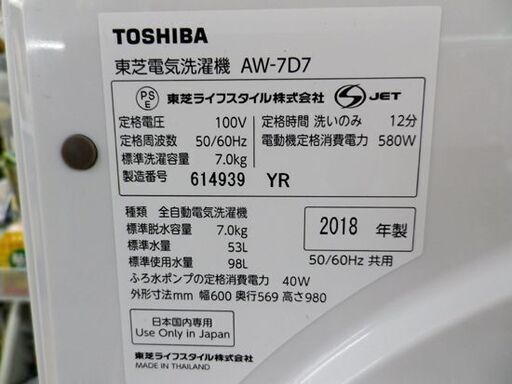 TOSHIBA
東芝電気洗濯機 AW-7D7
PS E 東芝ライフスタイル株式会社 S JET
定格電圧 100V
定格周波数 50/60Hz
標準洗濯容量 7.0kg
製造番号 614939 YR
定格時間 洗いのみ 12分
電動機定格消費電力 580W
種類 全自動電気洗濯機
標準脱水容量 7.0kg
標準水量 53L
標準使用水量 98L
ふろ水ポンプの定格消費電力 40W
外形寸法mm 幅600 奥行569 高さ980
2018 年製
50/60Hz 共用
日本国内専用
Use Only in Japan
東芝ライフスタイル株式会社
MADE IN THAILAND